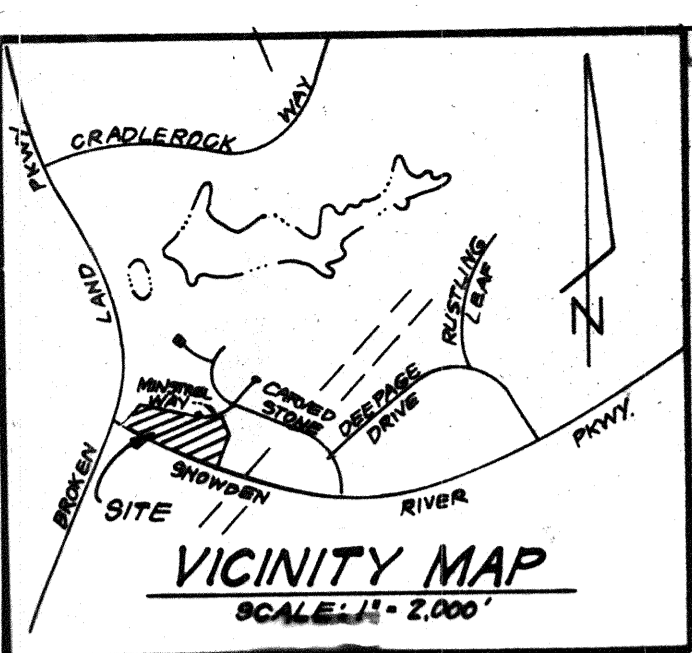 WAY
CRADLEROCK
PKWY.
LAND
RUSTLING
LEAF
MINSTREL
WAY
CARVED
STONE
DEEPAGE
DRIVE
PKWY.
SNOWDEN
RIVER
BROKEN
SITE
N
VICINITY MAP
SCALE: 1" = 2,000'